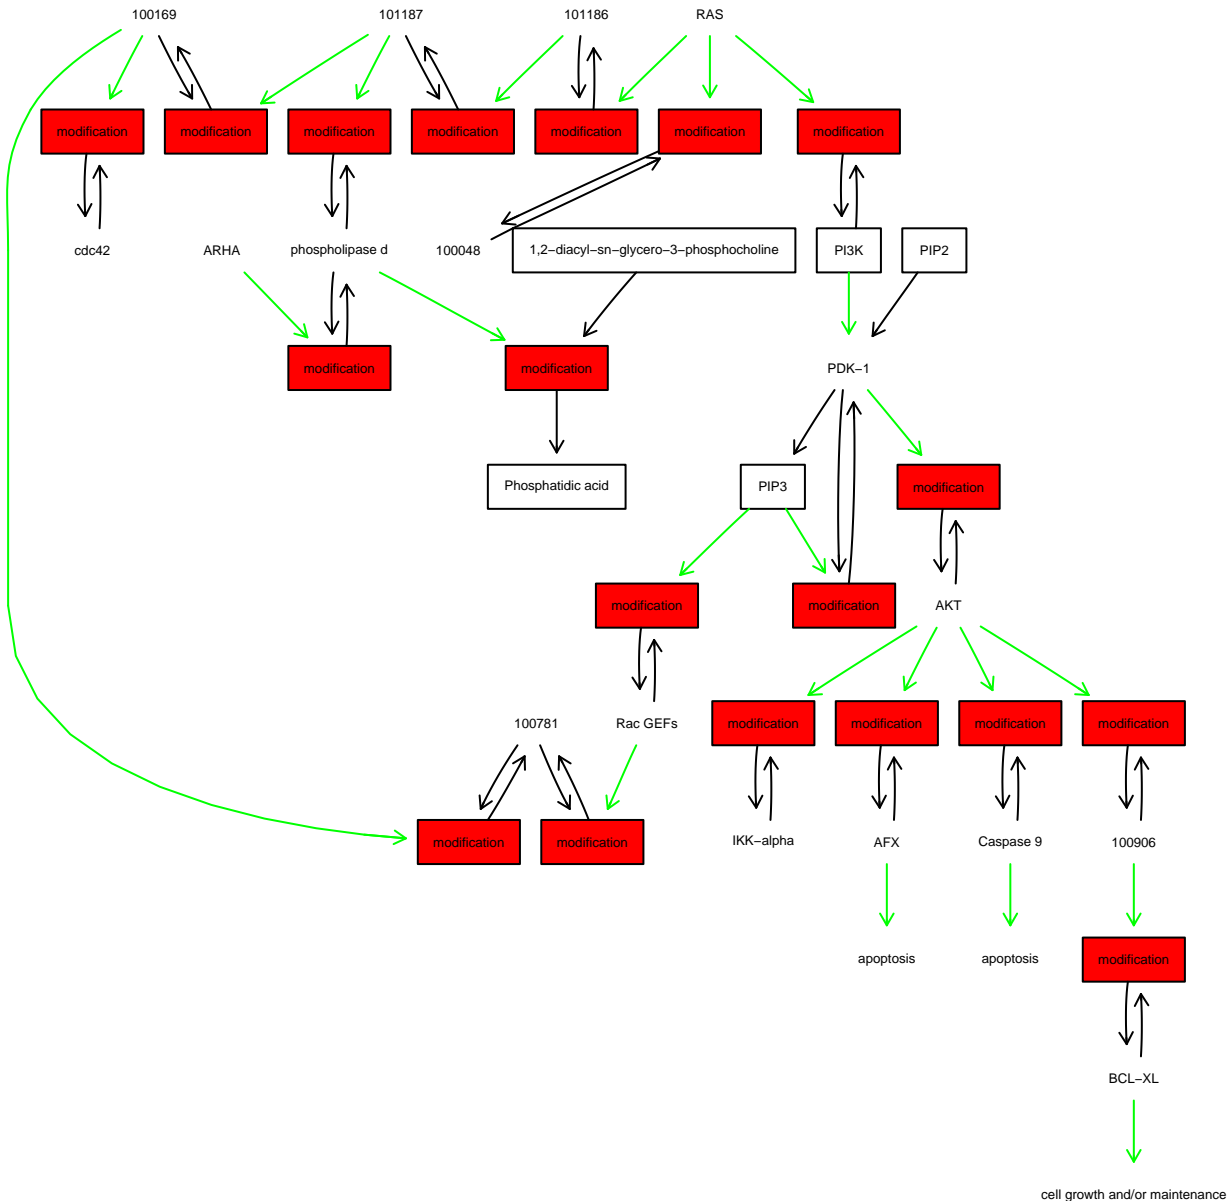 100169
101187
101186
RAS
modification
modification
modification
modification
modification
modification
modification
cdc42
ARHA
phospholipase d
100048
1,2−diacyl−sn−glycero−3−phosphocholine
PI3K
PIP2
modification
modification
PDK−1
Phosphatidic acid
PIP3
modification
modification
modification
AKT
100781
Rac GEFs
modification
modification
modification
modification
modification
modification
IKK−alpha
AFX
Caspase 9
100906
apoptosis
apoptosis
modification
BCL−XL
cell growth and/or maintenance